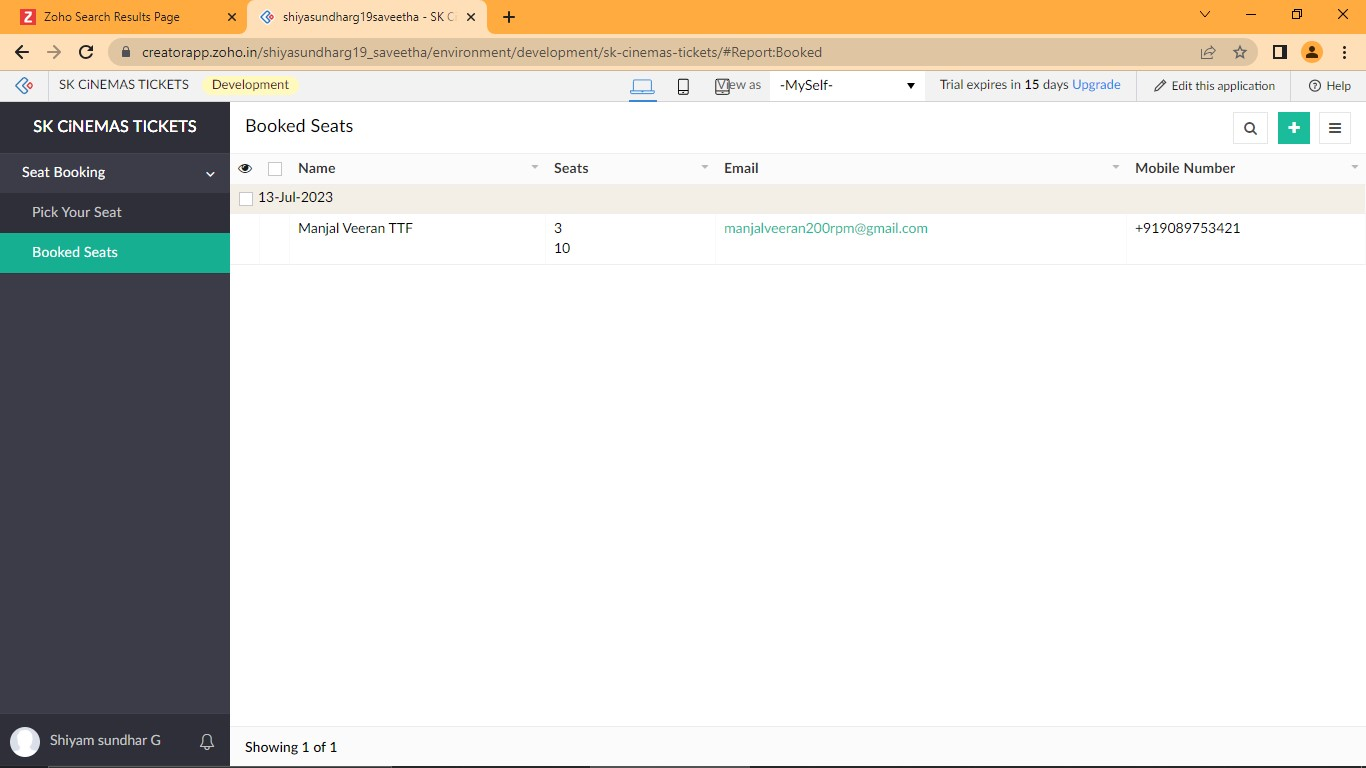 Zoho Search Results Page
shiyasundharg19saveetha - SK C
creatorapp.zoho.in/shiyasundharg19_saveetha/environment/development/sk-cinemas-tickets/#Report:Booked
SK CiNEMAS TICKETS
Development
View as
-MySelf-
Trial expires in 15 days Upgrade
Edit this application
Help
SK CiNEMAS TICKETS
Seat Booking
Pick Your Seat
Booked Seats
Booked Seats
Name Seats Email Mobile Number
13-Jul-2023
Manjal Veeran TTF 3 manjalveeran200rpm@gmail.com +919089753421
10
Shiyam sundhar G
Showing 1 of 1